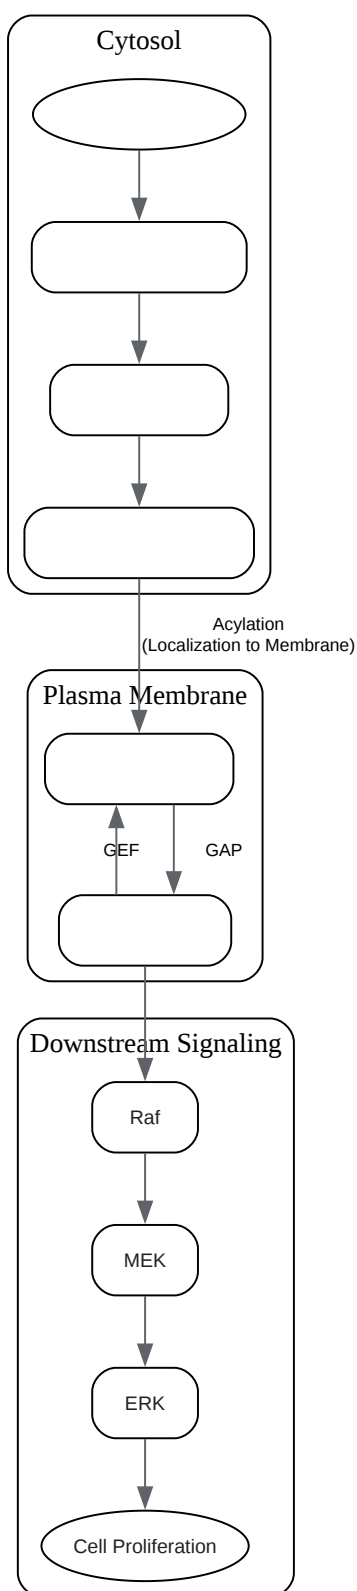 Cytosol
Acylation
(Localization to Membrane)
Plasma Membrane
GEF
GAP
Downstream Signaling
Raf
MEK
ERK
Cell Proliferation